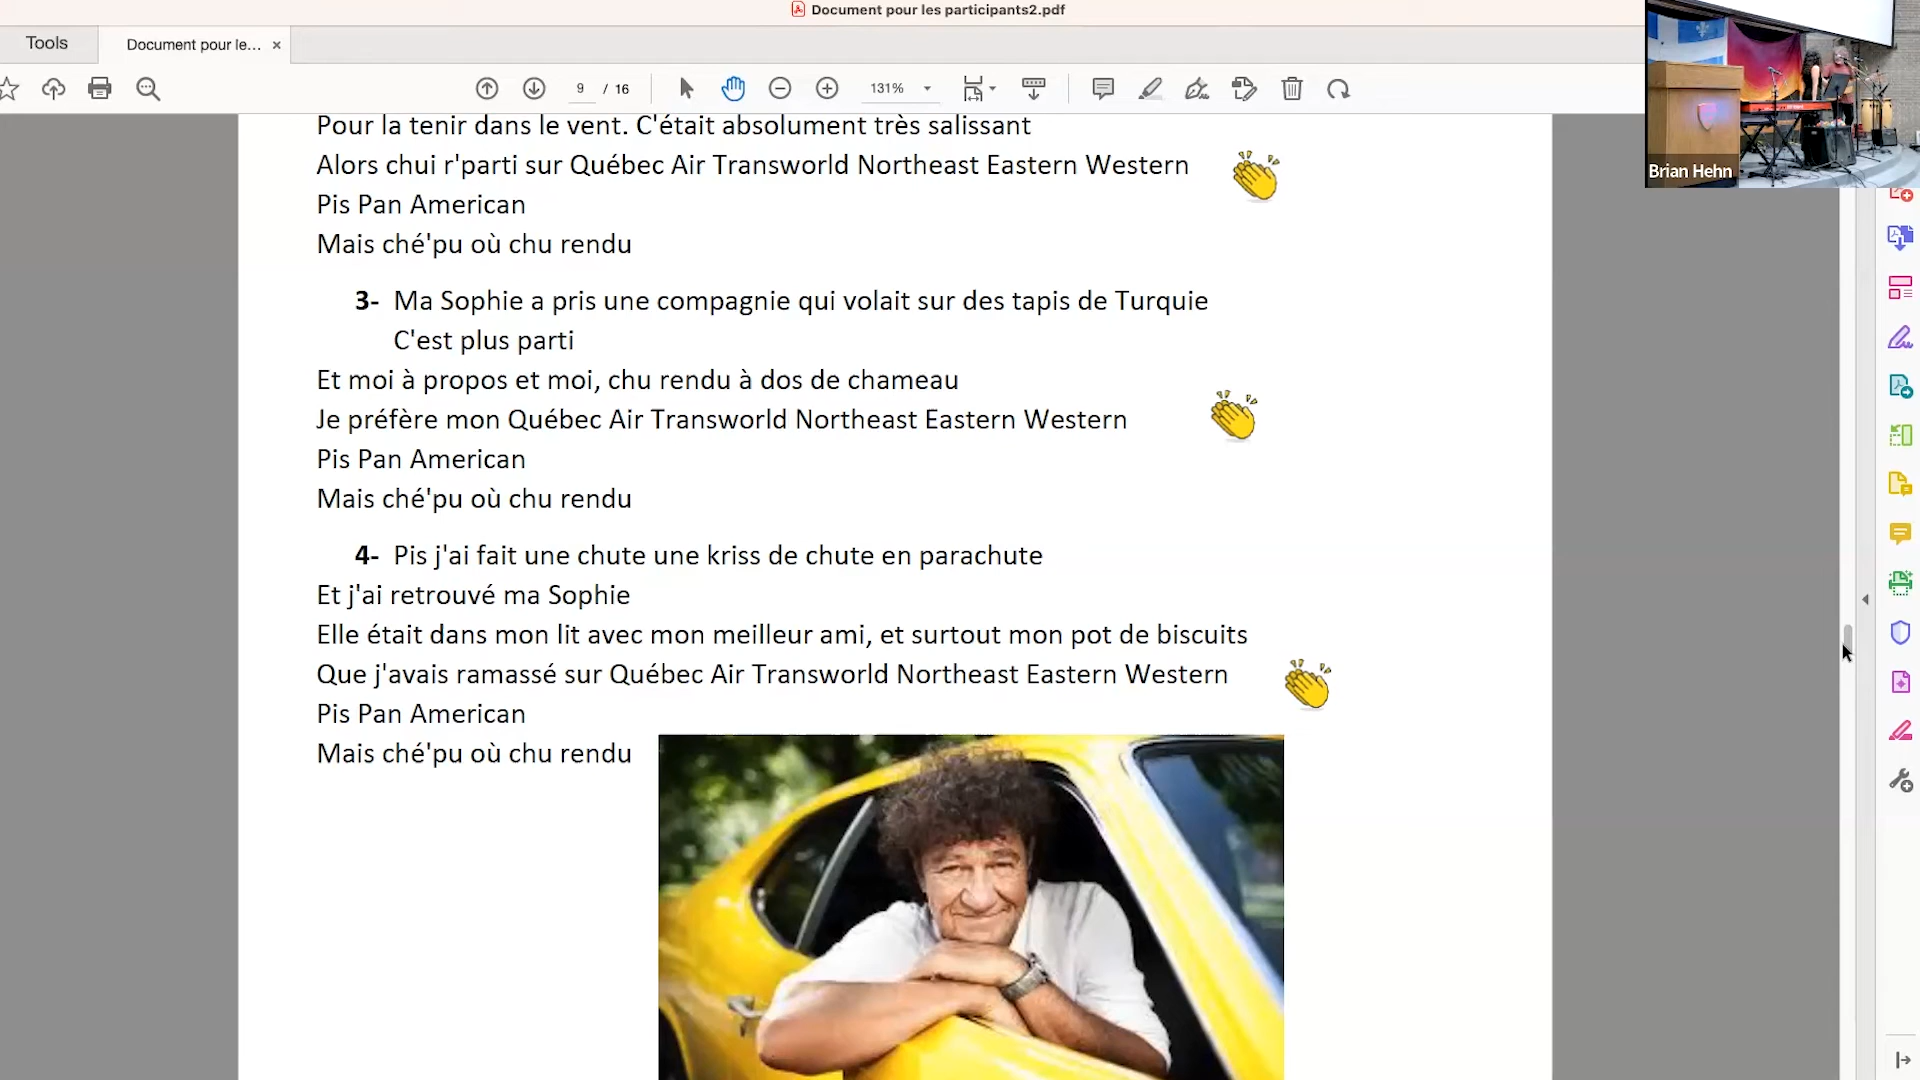 Document pour les participants2.pdf
Tools
Document pour le... ×
9 / 16
131%
Brian Hehn
Pour la tenir dans le vent. C'était absolument très salissant
Alors chui r'parti sur Québec Air Transworld Northeast Eastern Western
Pis Pan American
Mais ché'pu où chu rendu
3- Ma Sophie a pris une compagnie qui volait sur des tapis de Turquie
C'est plus parti
Et moi à propos et moi, chu rendu à dos de chameau
Je préfère mon Québec Air Transworld Northeast Eastern Western
Pis Pan American
Mais ché'pu où chu rendu
4- Pis j'ai fait une chute une kriss de chute en parachute
Et j'ai retrouvé ma Sophie
Elle était dans mon lit avec mon meilleur ami, et surtout mon pot de biscuits
Que j'avais ramassé sur Québec Air Transworld Northeast Eastern Western
Pis Pan American
Mais ché'pu où chu rendu